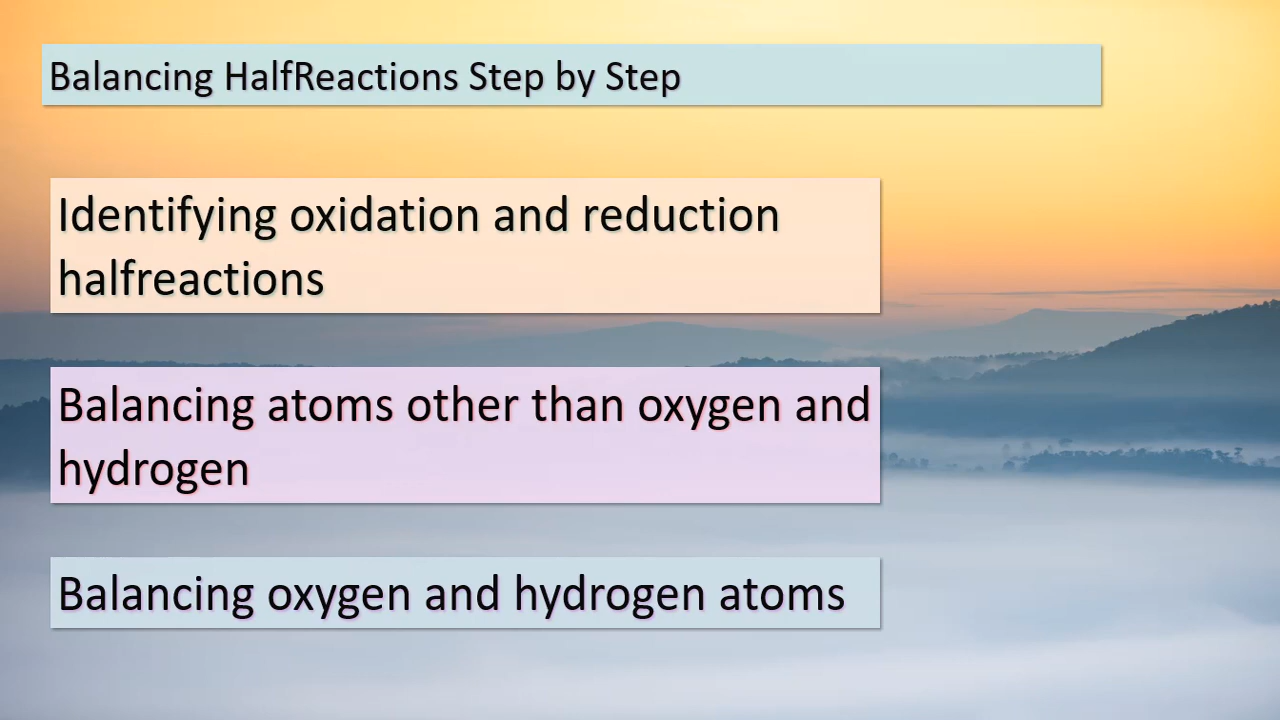 Balancing HalfReactions Step by Step
Identifying oxidation and reduction
halfreactions
Balancing atoms other than oxygen and
hydrogen
Balancing oxygen and hydrogen atoms